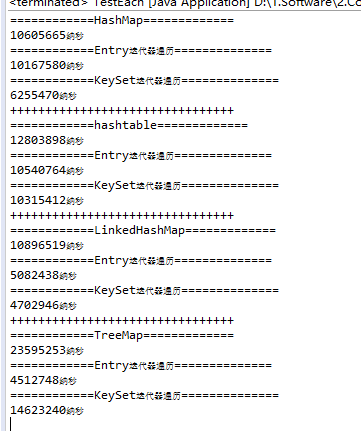 <terminated> TestEach [Java Application] D:\1.Software\2.Co
============HashMap=============
10605665纳秒
============Entry迭代器遍历==============
10167580纳秒
============KeySet迭代器遍历==============
6255470纳秒
++++++++++++++++++++++++++++++++
============hashtable=============
12803898纳秒
============Entry迭代器遍历==============
10540764纳秒
============KeySet迭代器遍历==============
10315412纳秒
++++++++++++++++++++++++++++++++
============LinkedHashMap=============
10896519纳秒
============Entry迭代器遍历==============
5082438纳秒
============KeySet迭代器遍历==============
4702946纳秒
++++++++++++++++++++++++++++++++
============TreeMap=============
23595253纳秒
============Entry迭代器遍历==============
4512748纳秒
============KeySet迭代器遍历==============
14623240纳秒